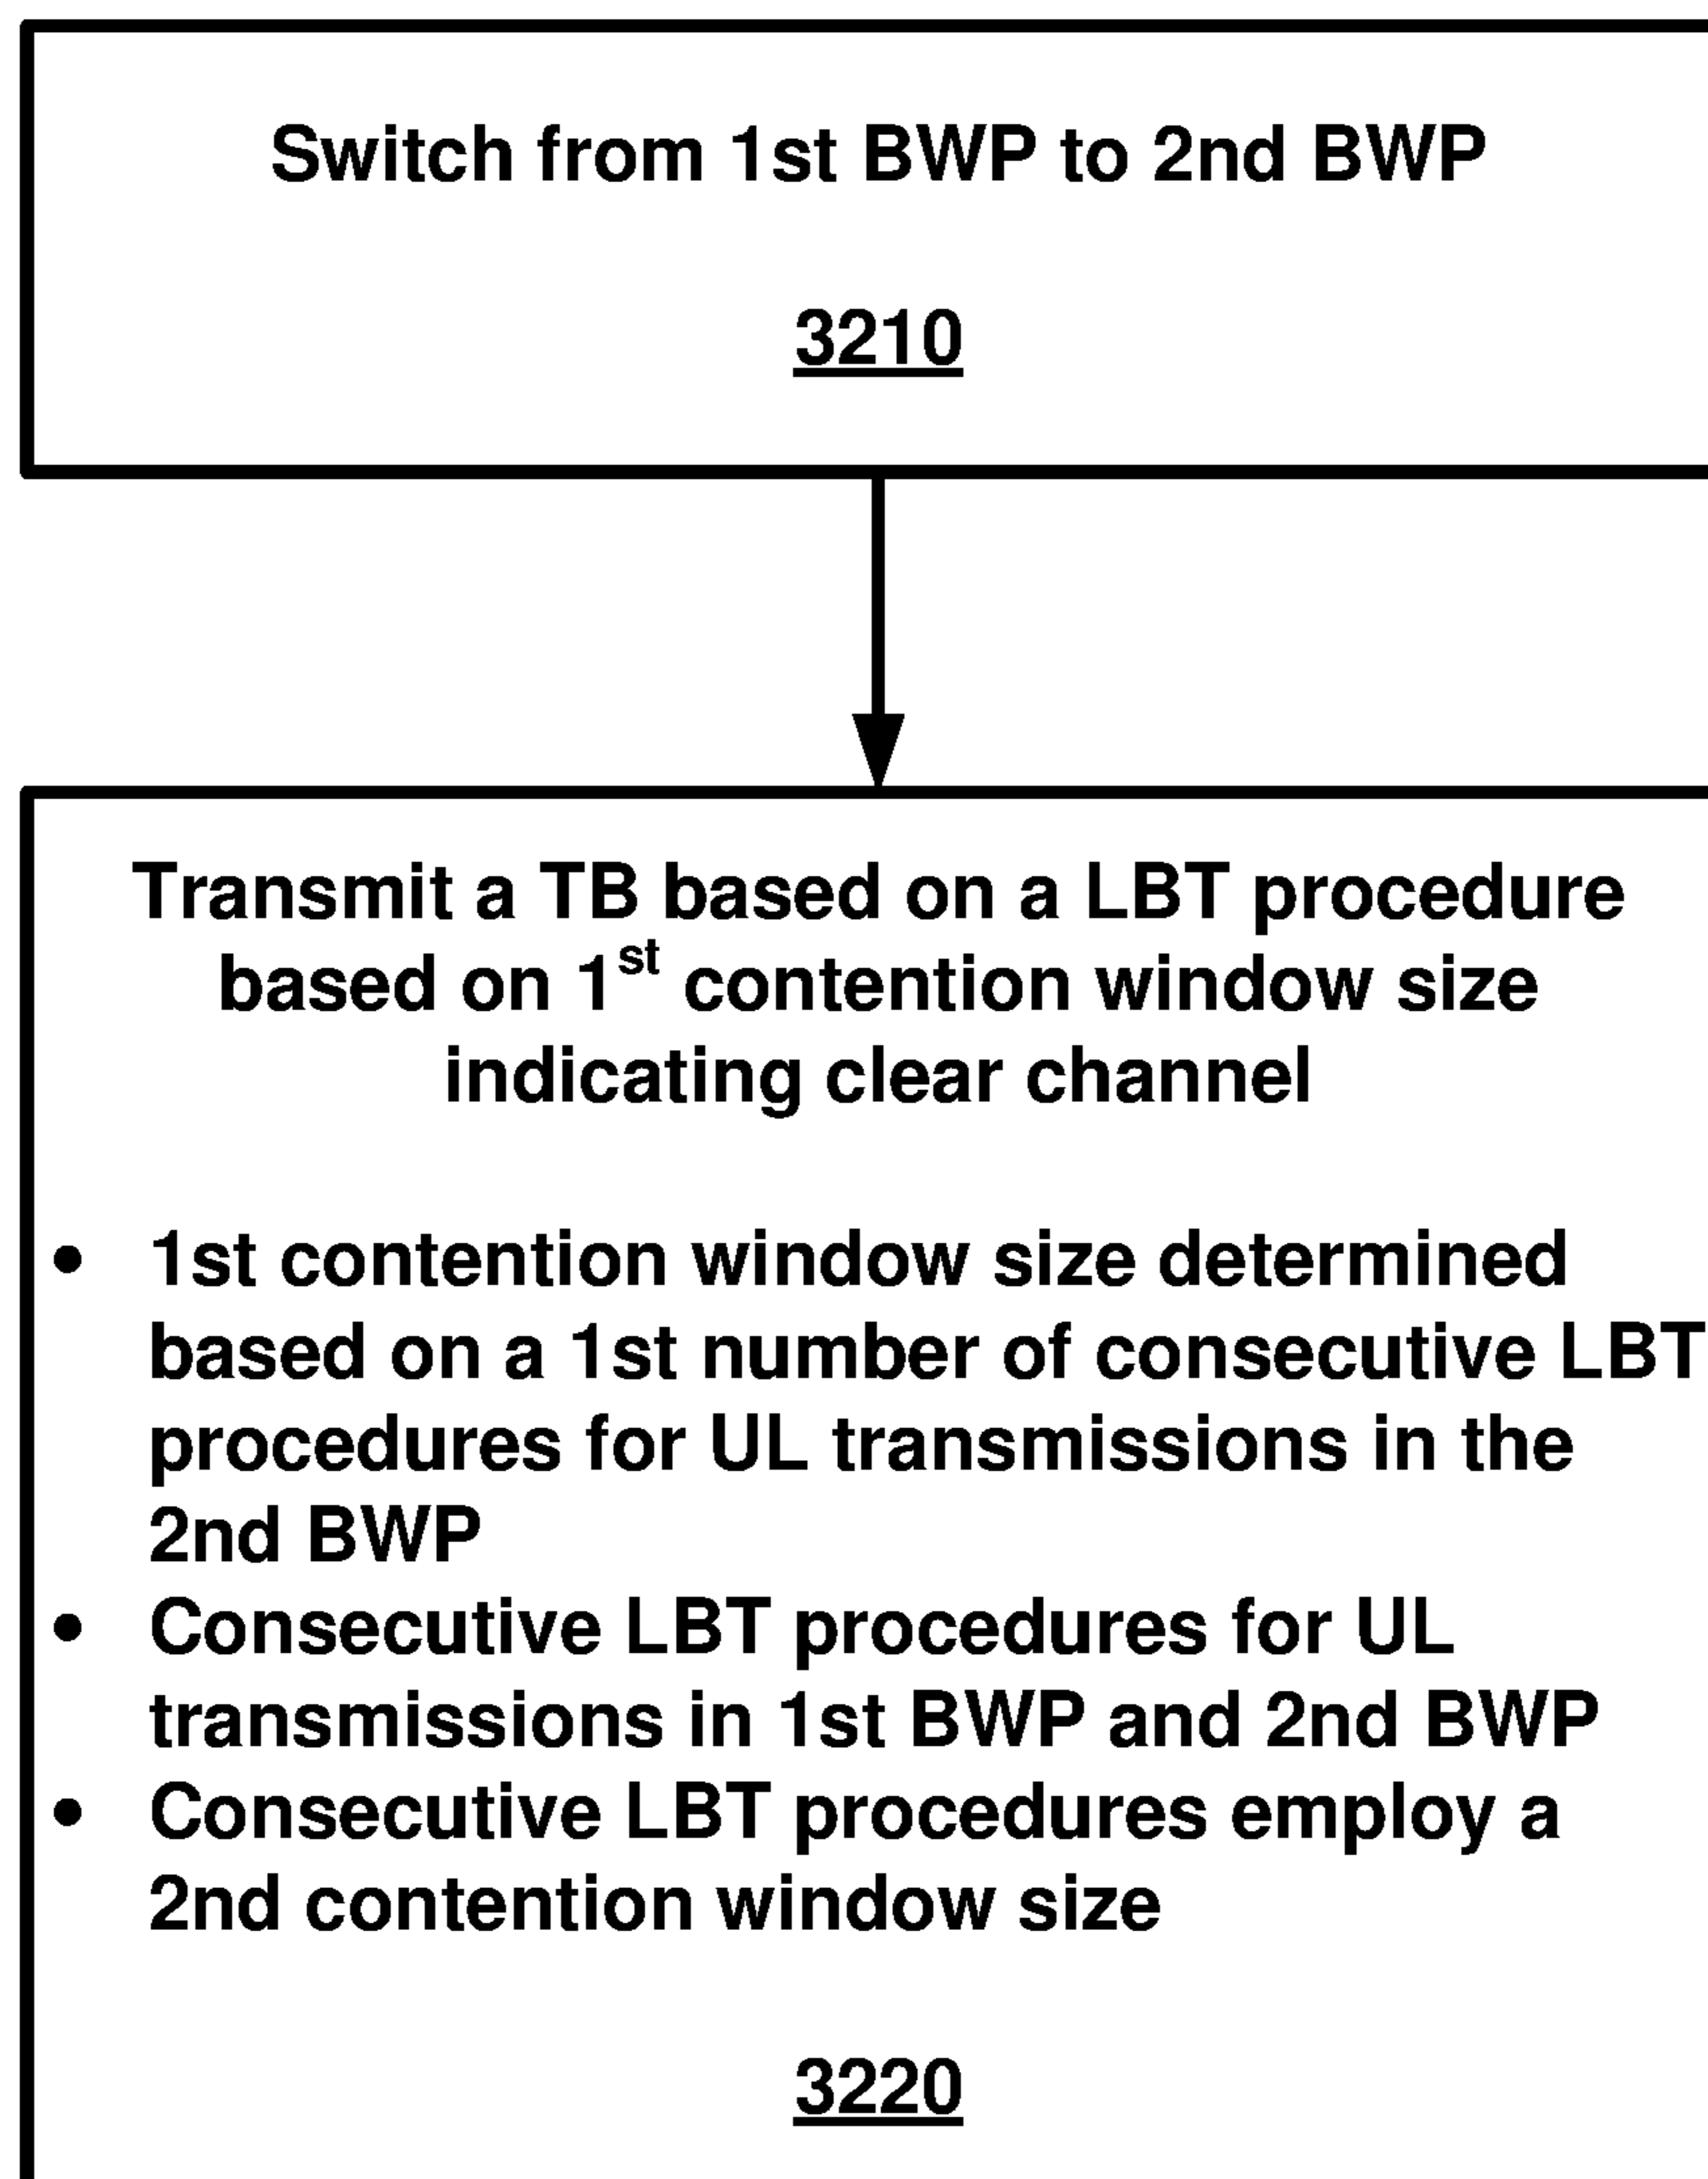 Switch from 1st BWP to 2nd BWP
3210
Transmit a TB based on a LBT procedure
based on 1st contention window size
indicating clear channel
• 1st contention window size determined
based on a 1st number of consecutive LBT
procedures for UL transmissions in the
2nd BWP
• Consecutive LBT procedures for UL
transmissions in 1st BWP and 2nd BWP
• Consecutive LBT procedures employ a
2nd contention window size
3220